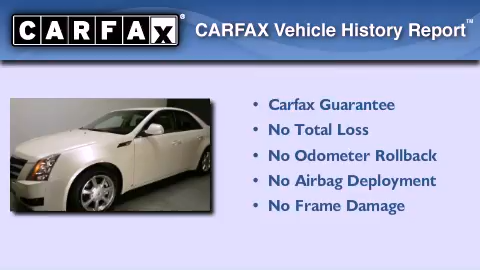 CARFAX® CARFAX Vehicle History Report™
• Carfax Guarantee
• No Total Loss
• No Odometer Rollback
• No Airbag Deployment
• No Frame Damage